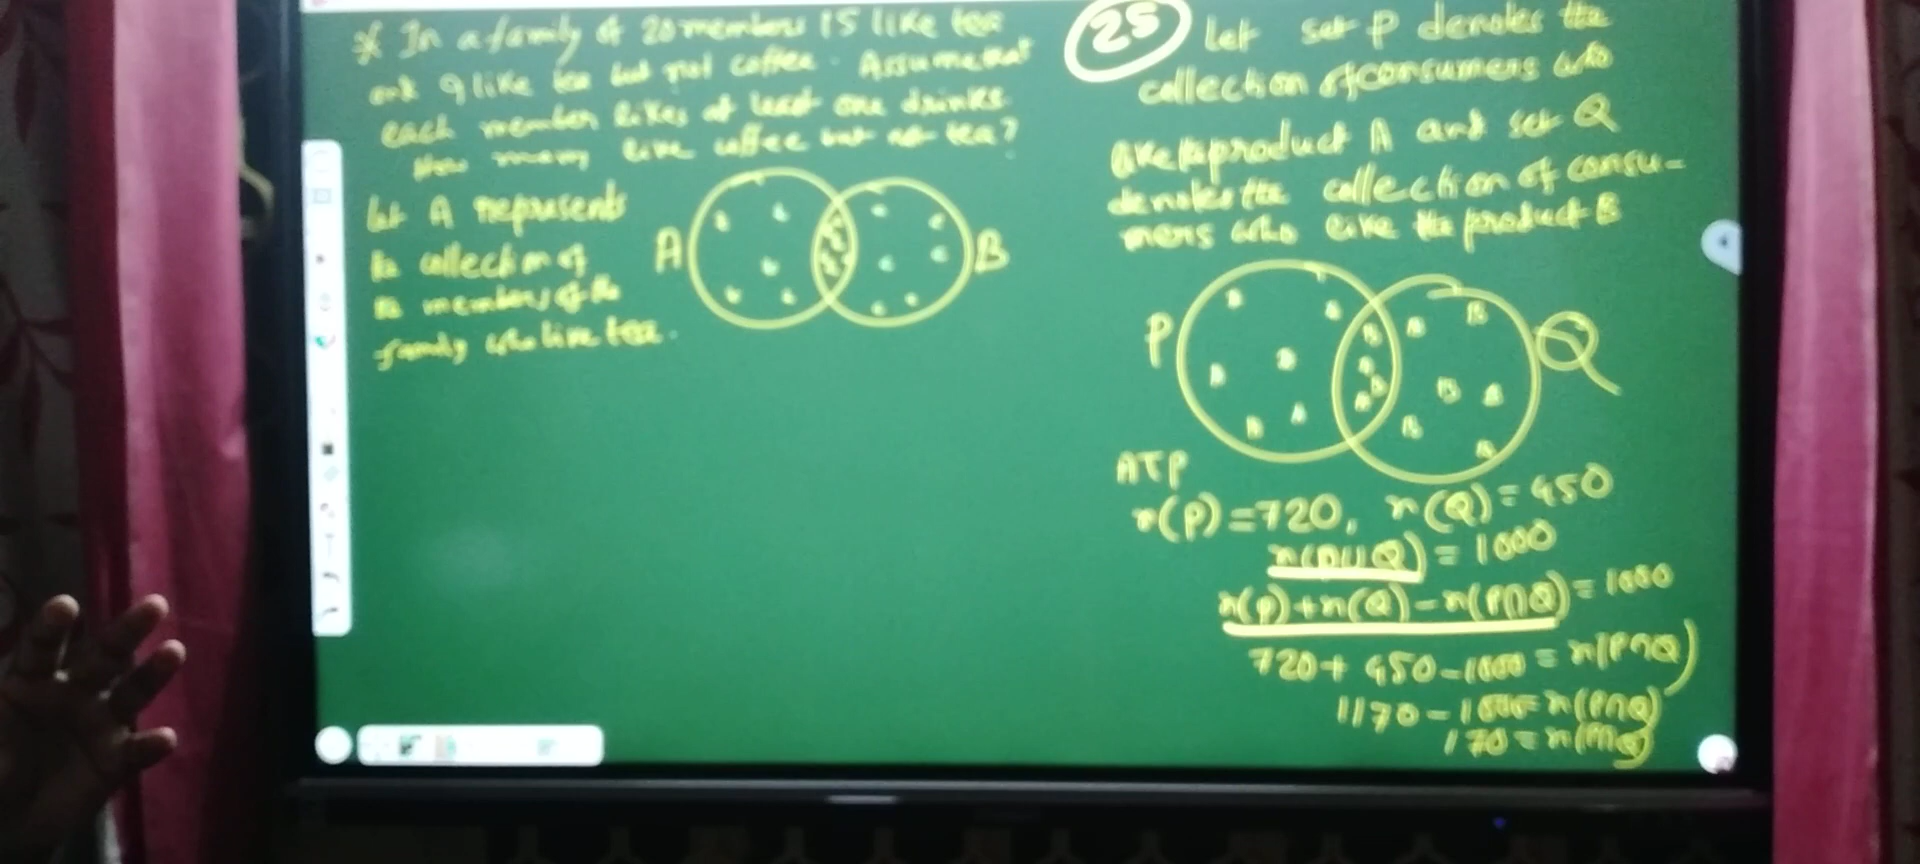 * In a family of 20 members 15 like tea
and 9 like tea but not coffee. Assume that
each member likes at least one drinks
How many like coffee but not tea?
Let A represents
the collection of
the members of the
family who like tea.
A
B
25
Let set P denotes the
collection of consumers who
like the product A and set Q
denotes the collection of consu-
mers who like the product B
P
Q
ATP
n(P)=720, n(Q)=450
n(P∪Q) = 1000
n(P)+n(Q)-n(P∩Q)=1000
720+ 450-1000 = n(P∩Q)
1170-1000=n(P∩Q)
170=n(P∩Q)